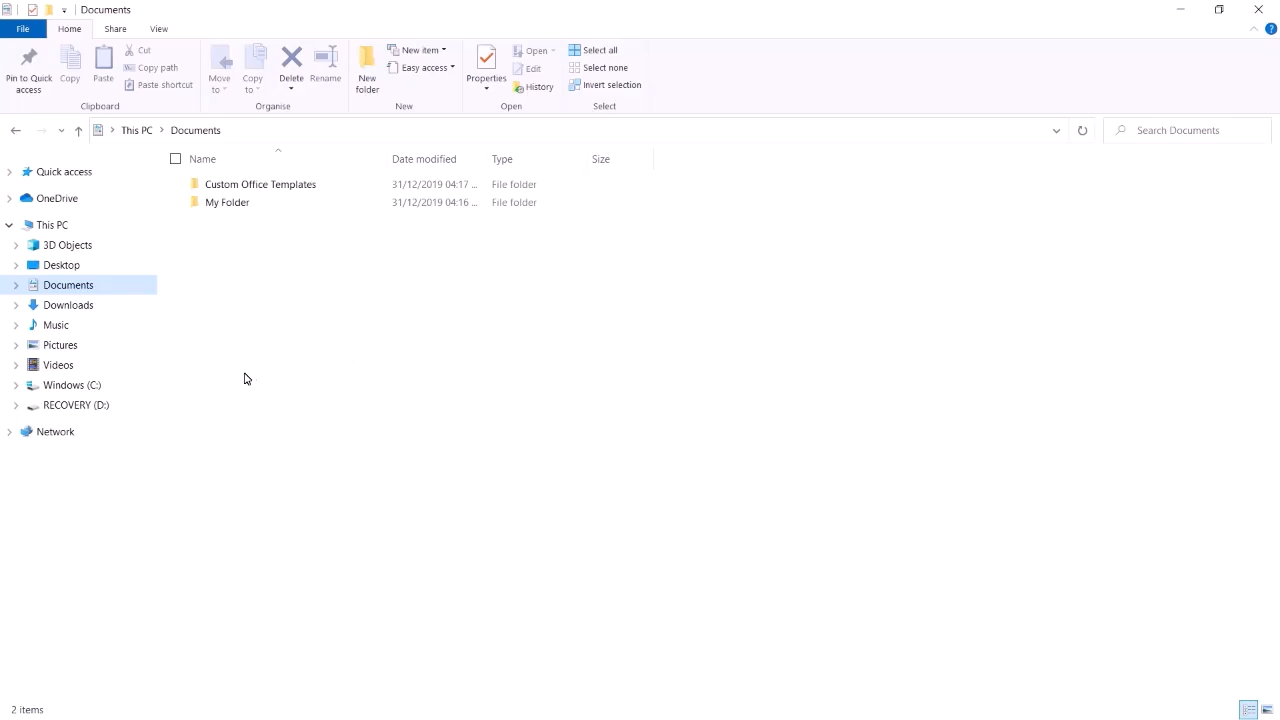 Documents
File Home Share View
Pin to Quick access
Copy
Paste
Cut
Copy path
Paste shortcut
Clipboard
Move to
Copy to
Delete
Rename
Organise
New folder
New item
Easy access
New
Properties
Open
Edit
History
Open
Select all
Select none
Invert selection
Select
This PC Documents
Search Documents
Name Date modified Type Size
Custom Office Templates 31/12/2019 04:17 ... File folder
My Folder 31/12/2019 04:16 ... File folder
Quick access
OneDrive
This PC
3D Objects
Desktop
Documents
Downloads
Music
Pictures
Videos
Windows (C:)
RECOVERY (D:)
Network
2 items